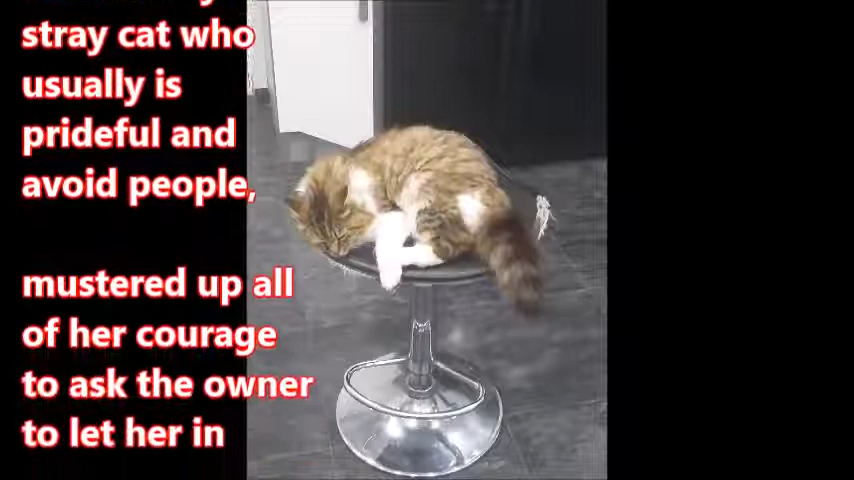 stray cat who
usually is
prideful and
avoid people,
mustered up all
of her courage
to ask the owner
to let her in